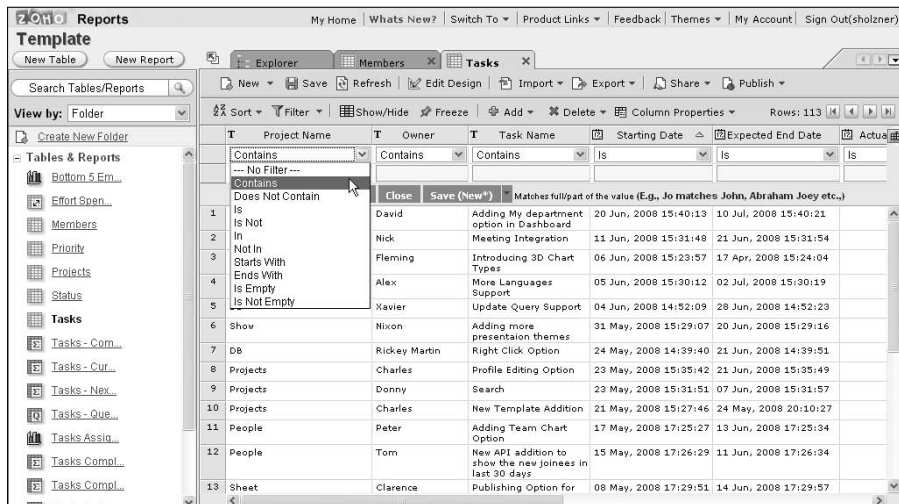 ZOHO Reports
My Home | Whats New? | Switch To | Product Links | Feedback | Themes | My Account | Sign Out(sholzner)
Template
New Table New Report
Explorer Members × Tasks ×
Search Tables/Reports
New Save Refresh Edit Design Import Export Share Publish
View by: Folder
Sort Filter Show/Hide Freeze Add Delete Column Properties Rows: 113
Create New Folder
Tables & Reports
Bottom 5 Em...
Effort Spen...
Members
Priority
Projects
Status
Tasks
Tasks - Com...
Tasks - Cur...
Tasks - Nex...
Tasks - Que...
Tasks Assig...
Tasks Compl...
Tasks Compl...
T Project Name T Owner T Task Name Starting Date Expected End Date Actua
Contains Contains Contains Is Is Is
--- No Filter ---
Contains
Does Not Contain
Is
Is Not
In
Not In
Starts With
Ends With
Is Empty
Is Not Empty
Close Save (New*) Matches full/part of the value (E.g., Jo matches John, Abraham Joey etc.,)
1 David Adding My department option in Dashboard 20 Jun, 2008 15:40:13 10 Jul, 2008 15:40:21
2 Nick Meeting Integration 11 Jun, 2008 15:31:48 21 Jun, 2008 15:31:54
3 Fleming Introducing 3D Chart Types 06 Jun, 2008 15:23:57 17 Apr, 2008 15:24:04
4 Alex More Languages Support 05 Jun, 2008 15:30:12 02 Jul, 2008 15:30:19
5 Xavier Update Query Support 04 Jun, 2008 14:52:09 28 Jun, 2008 14:52:23
6 Show Nixon Adding more presentaion themes 31 May, 2008 15:29:07 20 Jun, 2008 15:29:16
7 DB Rickey Martin Right Click Option 24 May, 2008 14:39:40 21 Jun, 2008 14:39:51
8 Projects Charles Profile Editing Option 23 May, 2008 15:35:42 21 Jun, 2008 15:35:49
9 Projects Donny Search 23 May, 2008 15:31:51 07 Jun, 2008 15:31:57
10 Projects Charles New Template Addition 21 May, 2008 15:27:46 24 May, 2008 20:10:27
11 People Peter Adding Team Chart Option 17 May, 2008 17:25:27 13 Jun, 2008 17:25:34
12 People Tom New API addition to show the new joinees in last 30 days 15 May, 2008 17:26:29 11 Jun, 2008 17:26:34
13 Sheet Clarence Publishing Option for 08 May, 2008 17:29:51 14 Jun, 2008 17:29:57